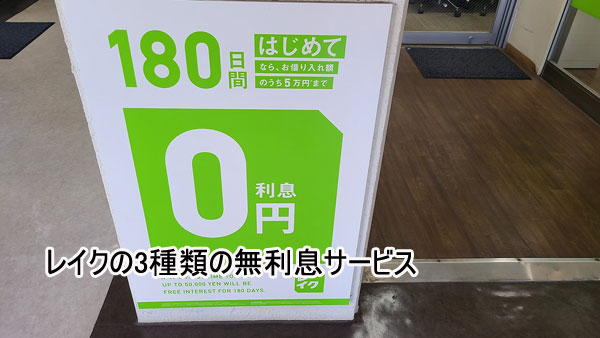 180日間
はじめて
なら、お借り入れ額
のうち5万円まで
0
利息
円
レイクの3種類の無利息サービス
UP TO 50,000 YEN WILL BE
FREE INTEREST FOR 180 DAYS.
イク